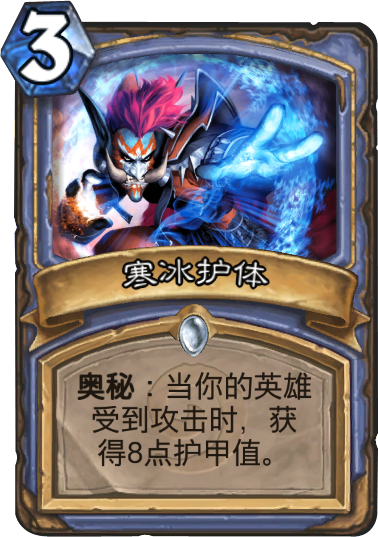 3
寒冰护体
奥秘：当你的英雄
受到攻击时，获
得8点护甲值。